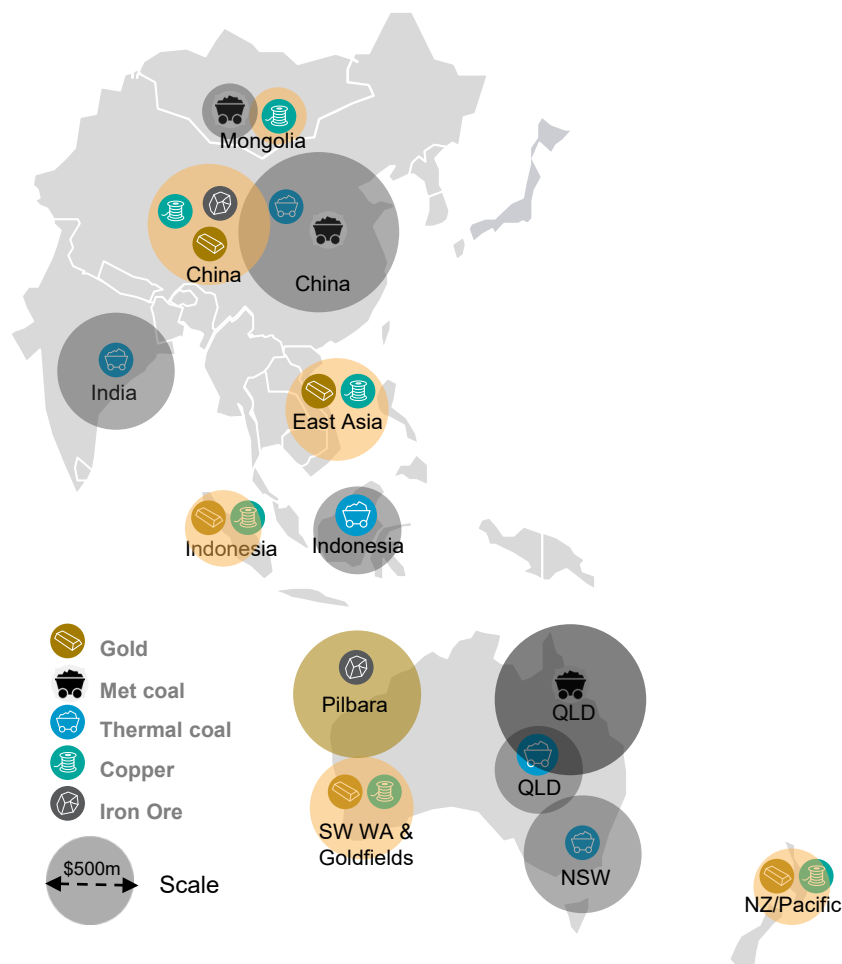 Mongolia
China
China
India
East Asia
Indonesia
Indonesia
Gold
Met coal
Thermal coal
Copper
Iron Ore
$500m
Scale
Pilbara
QLD
QLD
SW WA &
Goldfields
NSW
NZ/Pacific